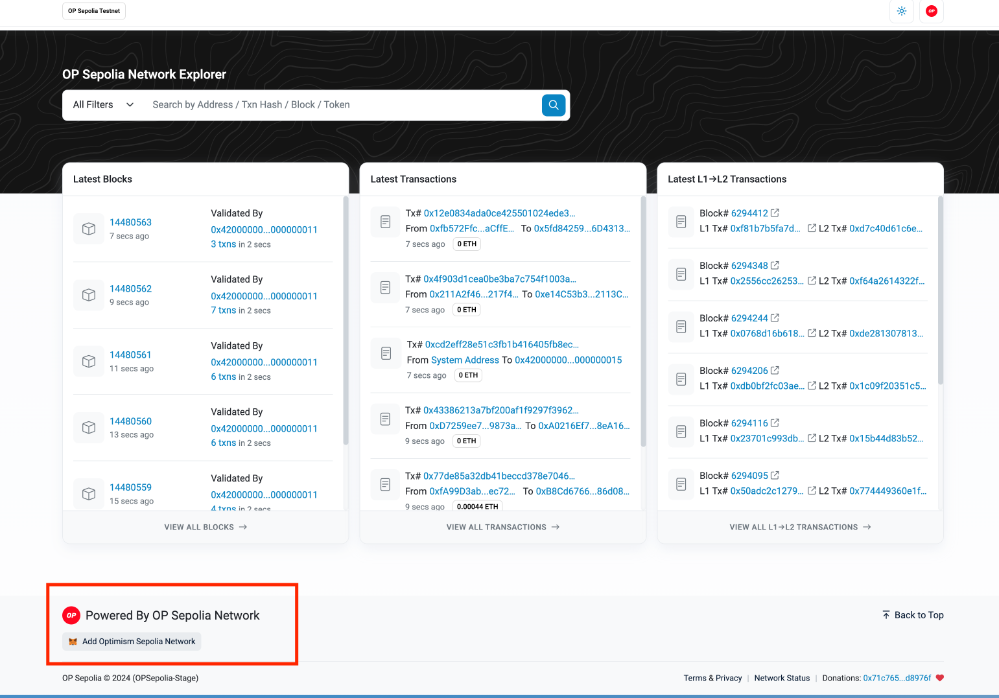 OP Sepolia Testnet
OP
OP Sepolia Network Explorer
All Filters
Search by Address / Txn Hash / Block / Token
Latest Blocks
14480563
7 secs ago
Validated By
0x42000000...000000011
3 txns in 2 secs
14480562
9 secs ago
Validated By
0x42000000...000000011
7 txns in 2 secs
14480561
11 secs ago
Validated By
0x42000000...000000011
6 txns in 2 secs
14480560
13 secs ago
Validated By
0x42000000...000000011
6 txns in 2 secs
14480559
15 secs ago
Validated By
0x42000000...000000011
4 txns in 2 secs
VIEW ALL BLOCKS →
Latest Transactions
Tx# 0x12e0834ada0ce425501024ede3...
From 0xfb572Ffc...aCffE... To 0x5fd84259...6D4313...
7 secs ago 0 ETH
Tx# 0x4f903d1cea0be3ba7c754f1003a...
From 0x211A2f46...217f4... To 0xe14C53b3...2113C...
7 secs ago 0 ETH
Tx# 0xcd2eff28e51c3fb1b416405fb8ec...
From System Address To 0x42000000...000000015
7 secs ago 0 ETH
Tx# 0x43386213a7bf200af1f9297f3962...
From 0xD7259ee7...9873a... To 0xA0216Ef7...8eA16...
9 secs ago 0 ETH
Tx# 0x77de85a32db41beccd378e7046...
From 0xfA99D3ab...ec72... To 0xB8Cd6766...86d08...
9 secs ago 0.00044 ETH
VIEW ALL TRANSACTIONS →
Latest L1→L2 Transactions
Block# 6294412
L1 Tx# 0xf81b7b5fa7d... L2 Tx# 0xd7c40d61c6e...
Block# 6294348
L1 Tx# 0x2556cc26253... L2 Tx# 0xf64a2614322f...
Block# 6294244
L1 Tx# 0x0768d16b618... L2 Tx# 0xde281307813...
Block# 6294206
L1 Tx# 0xdb0bf2fc03ae... L2 Tx# 0x1c09f20351c5...
Block# 6294116
L1 Tx# 0x23701c993db... L2 Tx# 0x15b44d83b52...
Block# 6294095
L1 Tx# 0x50adc2c1279... L2 Tx# 0x774449360e1f...
VIEW ALL L1→L2 TRANSACTIONS →
OP Powered By OP Sepolia Network
Add Optimism Sepolia Network
Back to Top
OP Sepolia © 2024 (OPSepolia-Stage)
Terms & Privacy | Network Status | Donations: 0x71c765...d8976f